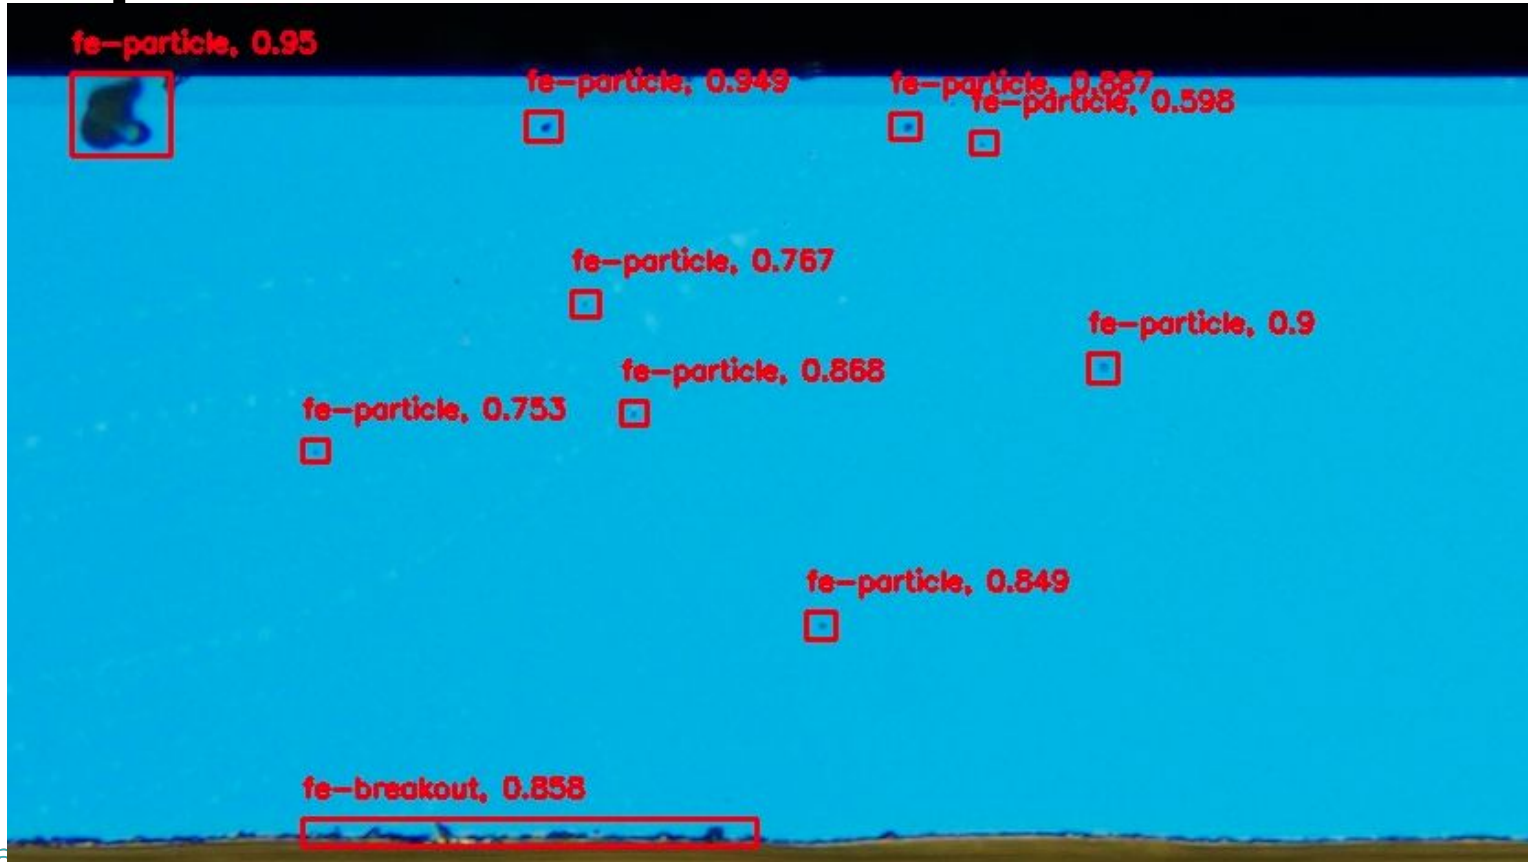 fe-particle, 0.95
fe-particle, 0.949
fe-particle, 0.887
fe-particle, 0.598
fe-particle, 0.767
fe-particle, 0.9
fe-particle, 0.868
fe-particle, 0.753
fe-particle, 0.849
fe-breakout, 0.858